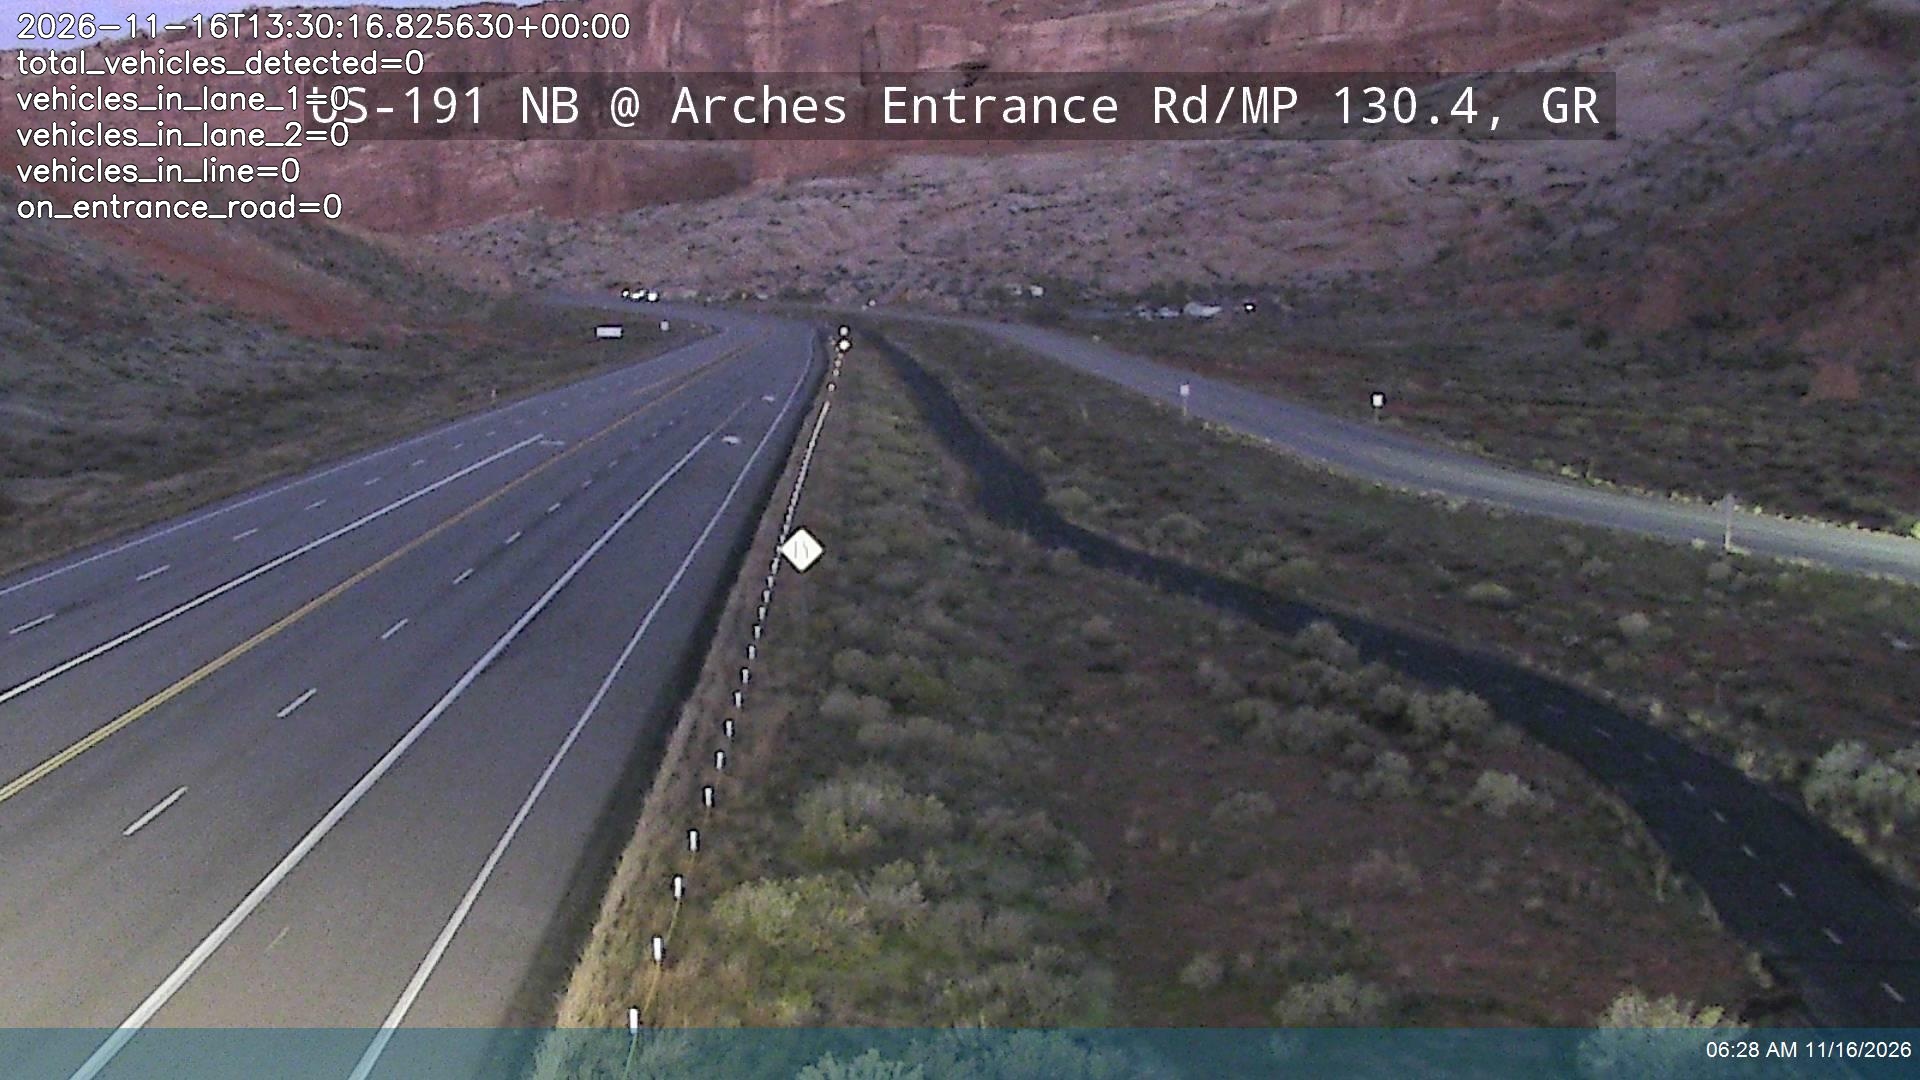 2026-11-16T13:30:16.825630+00:00
total_vehicles_detected=0
vehicles_in_lane_1=0
US-191 NB @ Arches Entrance Rd/MP 130.4, GR
vehicles_in_lane_2=0
vehicles_in_line=0
on_entrance_road=0
06:28 AM 11/16/2026